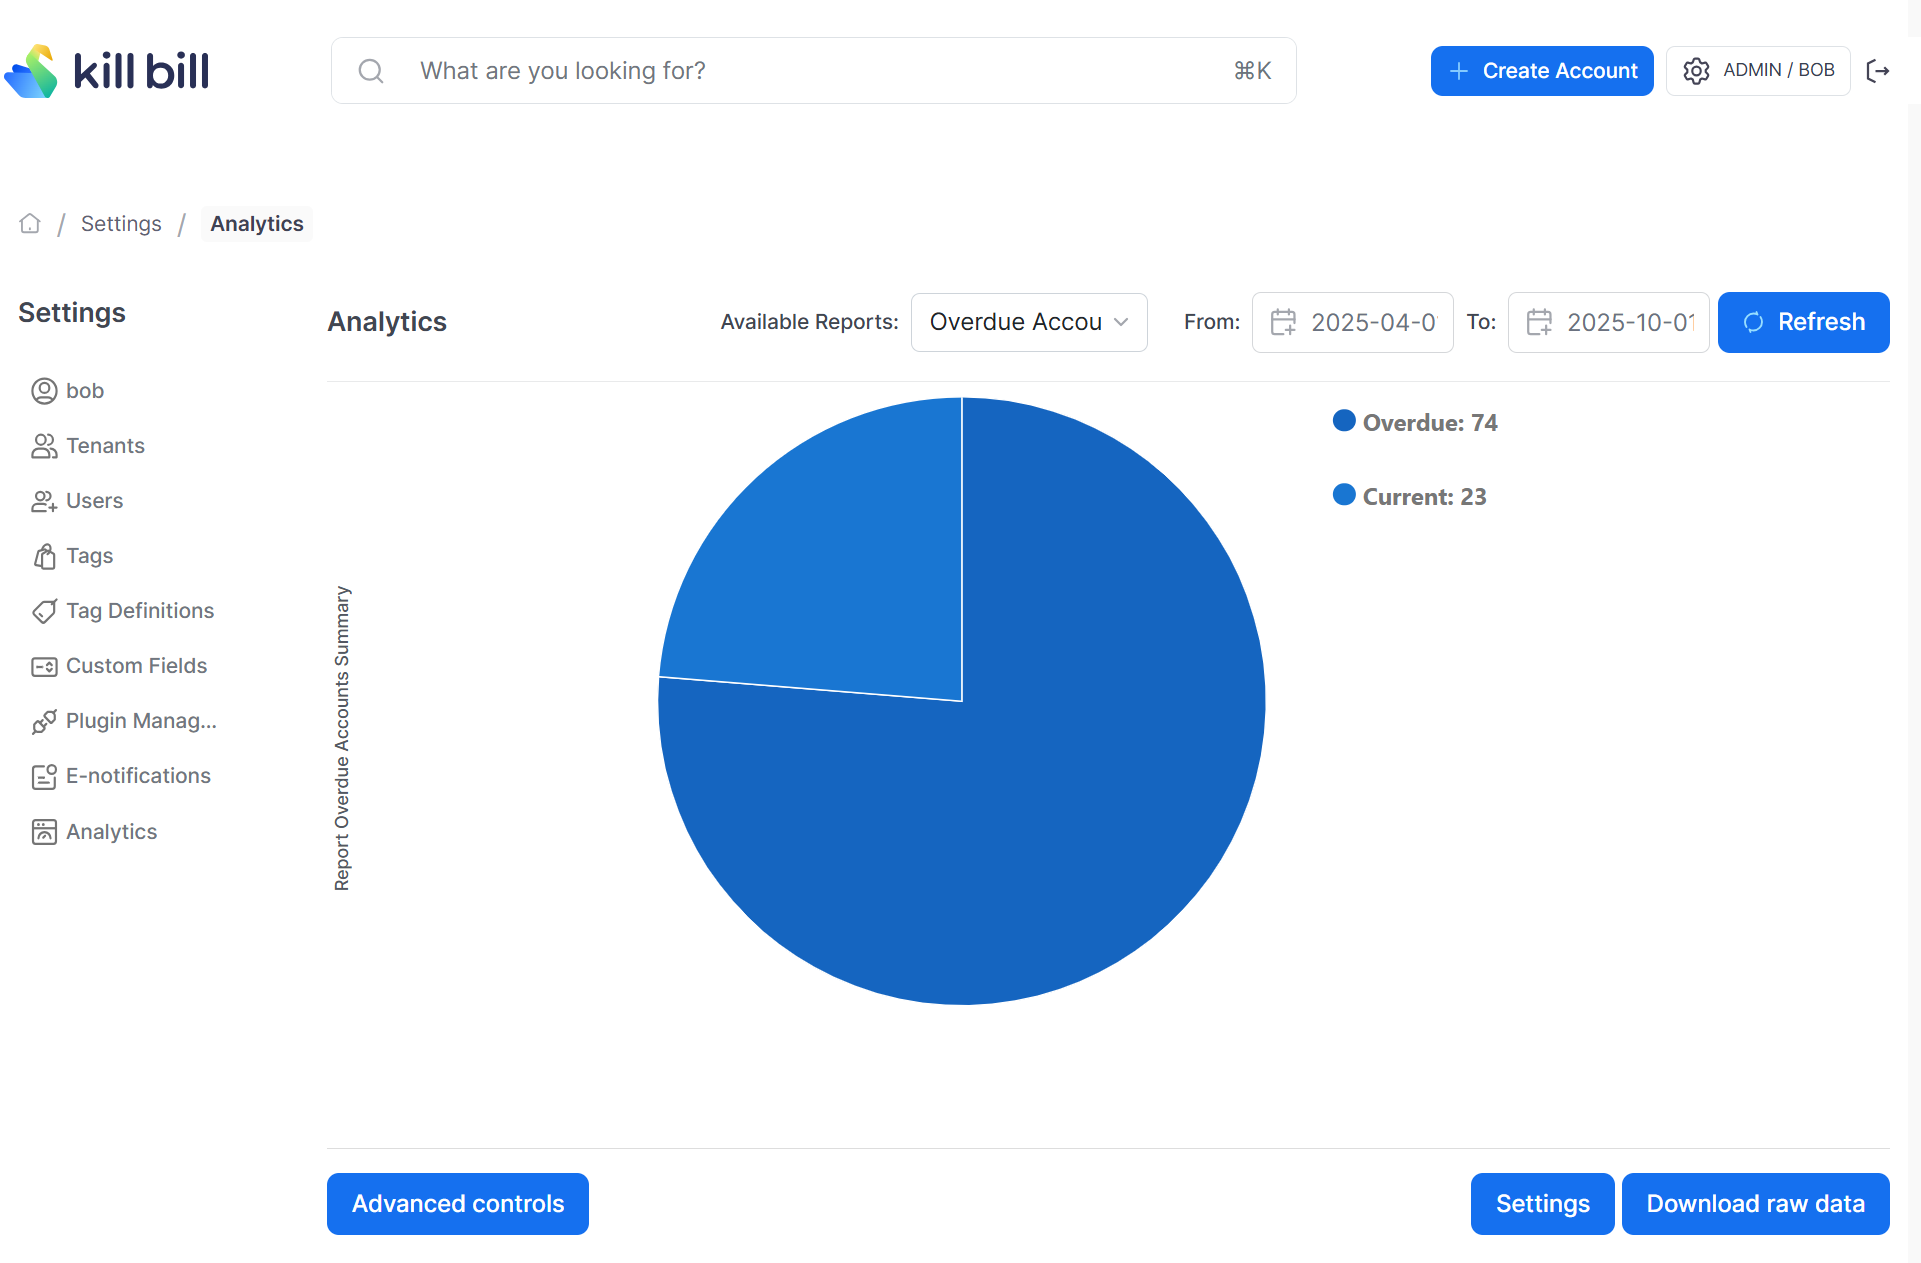 kill bill
What are you looking for?
⌘K
Create Account
ADMIN / BOB
/ Settings / Analytics
Settings
bob
Tenants
Users
Tags
Tag Definitions
Custom Fields
Plugin Manag...
E-notifications
Analytics
Analytics
Available Reports:
Overdue Accou
From:
2025-04-0
To:
2025-10-01
Refresh
Overdue: 74
Current: 23
Report Overdue Accounts Summary
Advanced controls
Settings
Download raw data